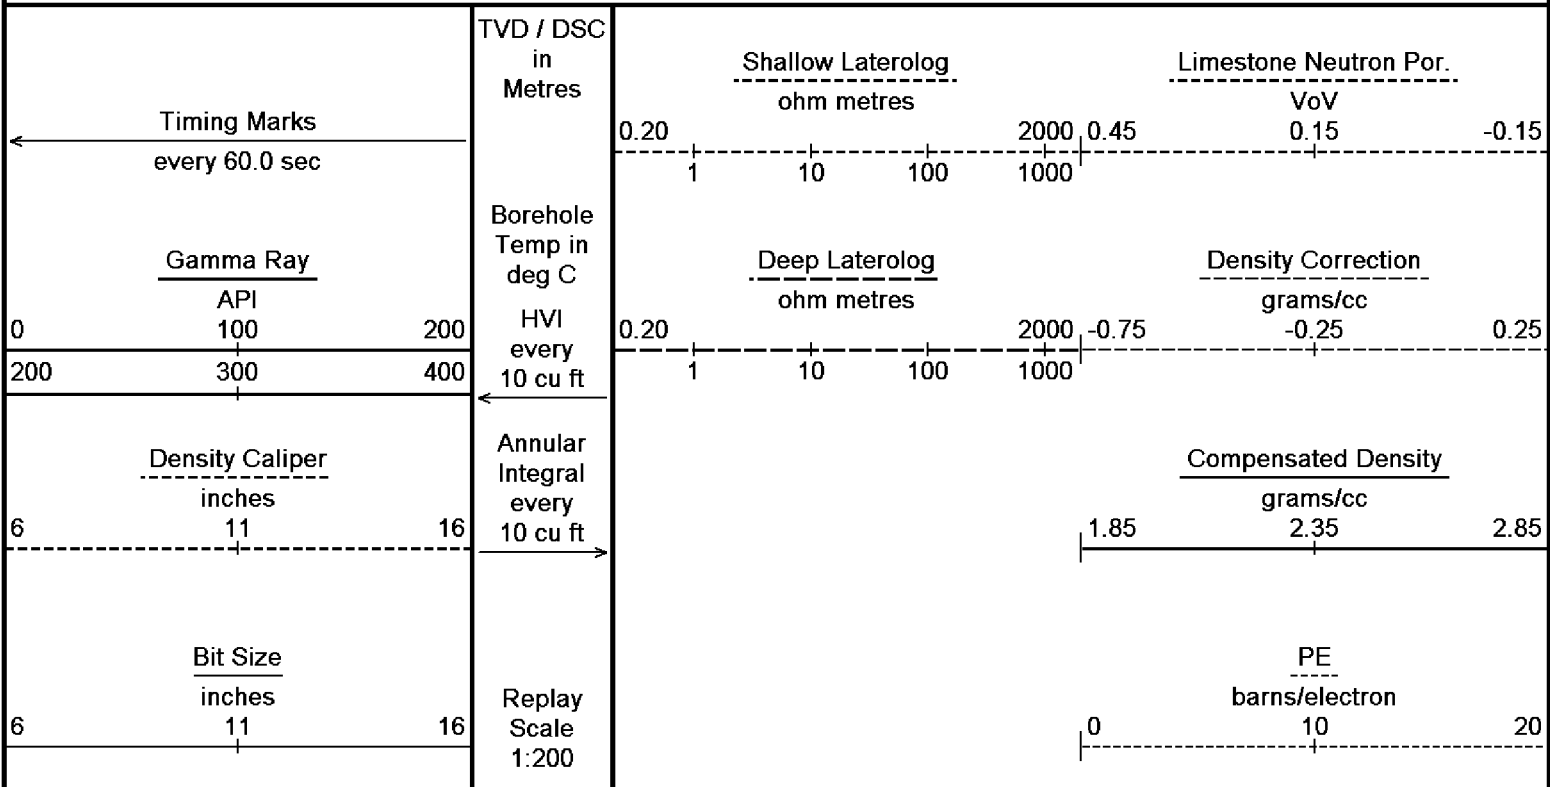 Timing Marks
every 60.0 sec
Gamma Ray
API
0 100 200
200 300 400
Density Caliper
inches
6 11 16
Bit Size
inches
6 11 16
TVD / DSC
in
Metres
Borehole
Temp in
deg C
HVI
every
10 cu ft
Annular
Integral
every
10 cu ft
Replay
Scale
1:200
Shallow Laterolog
ohm metres
0.20 2000
1 10 100 1000
Deep Laterolog
ohm metres
0.20 2000
1 10 100 1000
Limestone Neutron Por.
VoV
0.45 0.15 -0.15
Density Correction
grams/cc
-0.75 -0.25 0.25
Compensated Density
grams/cc
1.85 2.35 2.85
PE
barns/electron
0 10 20